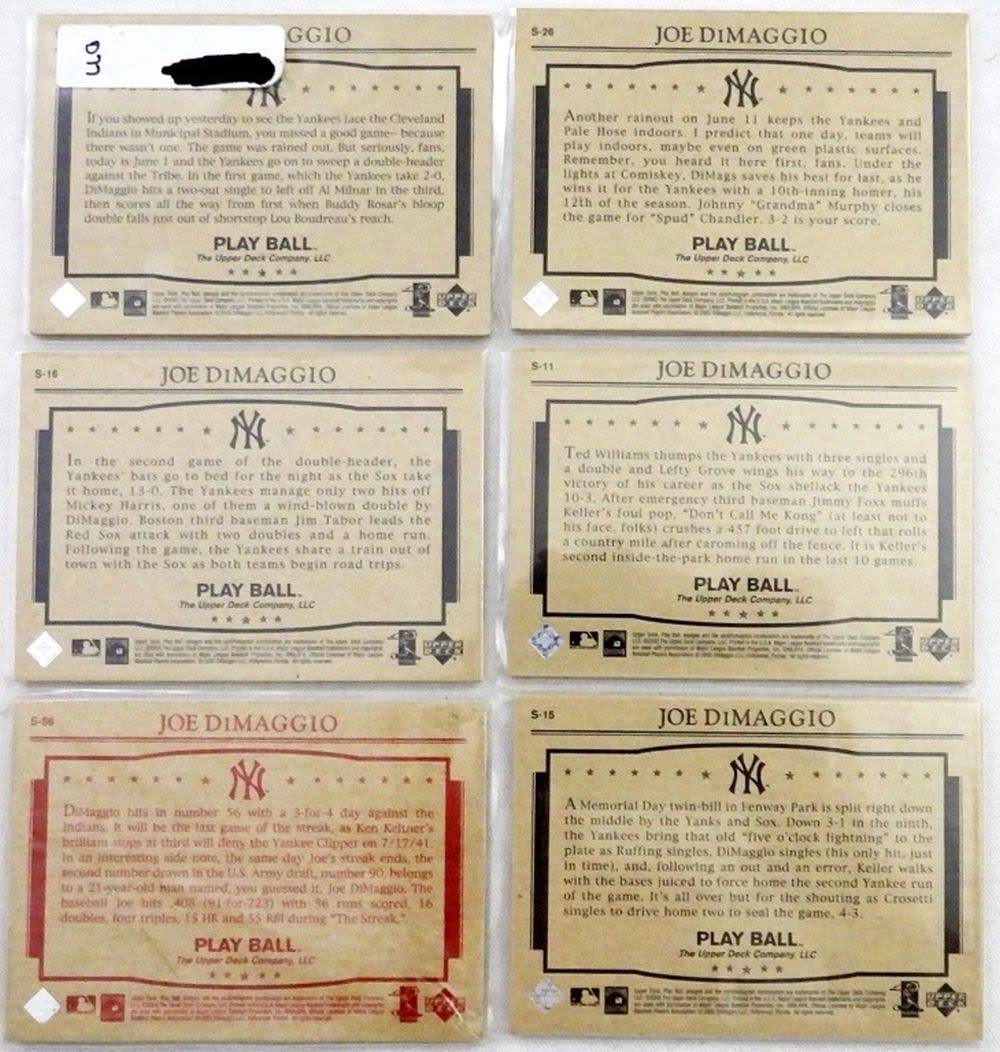 GGIO
If you showed up yesterday to see the Yankees face the Cleveland
Indians in Municipal Stadium, you missed a good game— because
there wasn't one. The game was rained out. But seriously, fans,
today is June 1 and the Yankees go on to sweep a double-header
against the Tribe. In the first game, which the Yankees take 2-0,
DiMaggio hits a two-out single to left off Al Milnar in the third,
then scores all the way from first when Buddy Rosar's bloop
double falls just out of shortstop Lou Boudreau's reach.
PLAY BALL™
The Upper Deck Company, LLC
S-26
JOE DiMAGGIO
NY
Another rainout on June 11 keeps the Yankees and
Pale Hose indoors. I predict that one day, teams will
play indoors, maybe even on green plastic surfaces.
Remember, you heard it here first, fans. Under the
lights at Comiskey, DiMags saves his best for last, as he
wins it for the Yankees with a 10th-inning homer, his
12th of the season. Johnny "Grandma" Murphy closes
the game for "Spud" Chandler. 3-2 is your score.
PLAY BALL™
The Upper Deck Company, LLC
UPPER DECK
S-16
JOE DiMAGGIO
NY
In the second game of the double-header, the
Yankees' bats go to bed for the night as the Sox take
it home, 13-0. The Yankees manage only two hits off
Mickey Harris, one of them a wind-blown double by
DiMaggio. Boston third baseman Jim Tabor leads the
Red Sox attack with two doubles and a home run.
Following the game, the Yankees share a train out of
town with the Sox as both teams begin road trips.
PLAY BALL™
The Upper Deck Company, LLC
UPPER DECK
S-11
JOE DiMAGGIO
NY
Ted Williams thumps the Yankees with three singles and
a double and Lefty Grove wings his way to the 296th
victory of his career as the Sox shellack the Yankees
10-3. After emergency third baseman Jimmy Foxx muffs
Keller's foul pop, "Don't Call Me Kong" (at least not to
his face, folks) crushes a 457 foot drive to left that rolls
a country mile after caroming off the fence. It is Keller's
second inside-the-park home run in the last 10 games.
PLAY BALL™
The Upper Deck Company, LLC
UPPER DECK
S-56
JOE DiMAGGIO
NY
DiMaggio hits in number 56 with a 3-for-4 day against the
Indians. It will be the last game of the streak, as Ken Keltner's
brilliant stops at third will deny the Yankee Clipper on 7/17/41.
In an interesting side note, the same day Joe's streak ends, the
second number drawn in the U.S. Army draft, number 90, belongs
to a 21-year-old man named, you guessed it, Joe DiMaggio. The
baseball Joe hits .408 (91-for-223) with 56 runs scored, 16
doubles, four triples, 15 HR and 55 RBI during "The Streak."
PLAY BALL™
The Upper Deck Company, LLC
S-15
JOE DiMAGGIO
NY
A Memorial Day twin-bill in Fenway Park is split right down
the middle by the Yanks and Sox. Down 3-1 in the ninth,
the Yankees bring that old "five o'clock lightning" to the
plate as Ruffing singles, DiMaggio singles (his only hit, just
in time), and, following an out and an error, Keller walks
with the bases juiced to force home the second Yankee run
of the game. It's all over but for the shouting as Crosetti
singles to drive home two to seal the game, 4-3.
PLAY BALL™
The Upper Deck Company, LLC
UPPER DECK